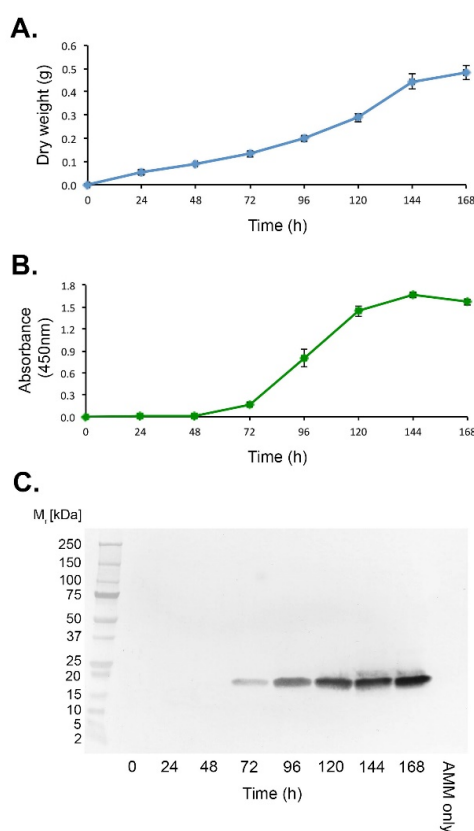 A.
0.6
0.5
0.4
0.3
0.2
0.1
0.0
Dry weight (g)
0 24 48 72 96 120 144 168
Time (h)
B.
1.8
1.5
1.2
0.9
0.6
0.3
0.0
Absorbance
(450nm)
0 24 48 72 96 120 144 168
Time (h)
C.
Mr [kDa]
250
150
100
75
50
37
25
20
15
10
5
2
0 24 48 72 96 120 144 168 AMM only
Time (h)